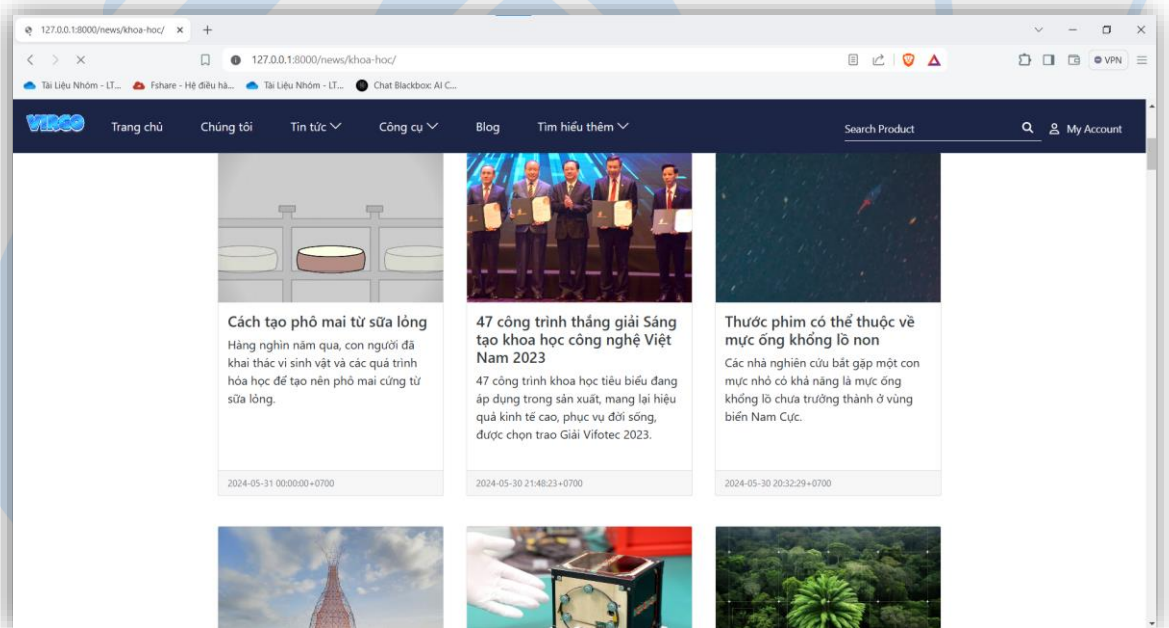 127.0.0.1:8000/news/khoa-hoc/
127.0.0.1:8000/news/khoa-hoc/
VPN
Tài Liệu Nhóm - LT...
Fshare - Hệ điều hà...
Tài Liệu Nhóm - LT...
Chat Blackbox: AI C...
VIRGO
Trang chủ
Chúng tôi
Tin tức
Công cụ
Blog
Tìm hiểu thêm
Search Product
My Account
Cách tạo phô mai từ sữa lỏng
Hàng nghìn năm qua, con người đã
khai thác vi sinh vật và các quá trình
hóa học để tạo nên phô mai cứng từ
sữa lỏng.
2024-05-31 00:00:00+0700
47 công trình thắng giải Sáng
tạo khoa học công nghệ Việt
Nam 2023
47 công trình khoa học tiêu biểu đang
áp dụng trong sản xuất, mang lại hiệu
quả kinh tế cao, phục vụ đời sống,
được chọn trao Giải Vifotec 2023.
2024-05-30 21:48:23+0700
Thước phim có thể thuộc về
mực ống khổng lồ non
Các nhà nghiên cứu bắt gặp một con
mực nhỏ có khả năng là mực ống
khổng lồ chưa trưởng thành ở vùng
biển Nam Cực.
2024-05-30 20:32:29+0700